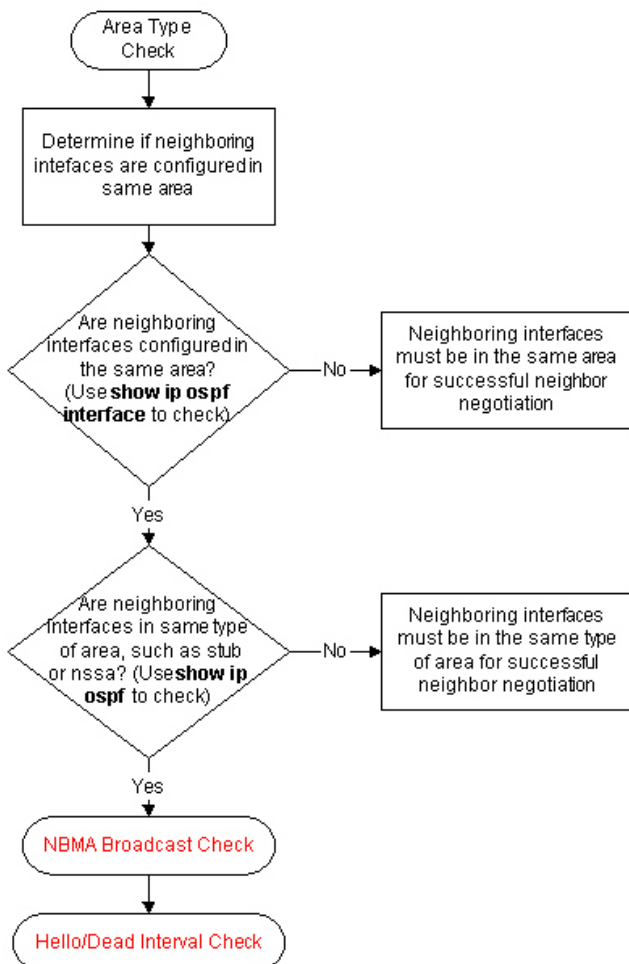 Area Type
Check
Determine if neighboring
intefaces are configured in
same area
Are neighboring
interfaces configured in
the same area?
(Use show ip ospf
interface to check)
No
Neighboring interfaces
must be in the same area
for successful neighbor
negotiation
Yes
Are neighboring
Interfaces in same type
of area, such as stub
or nssa? (Use show ip
ospf to check)
No
Neighboring interfaces
must be in the same type
of area for successful
neighbor negotiation
Yes
NBMA Broadcast Check
Hello/Dead Interval Check